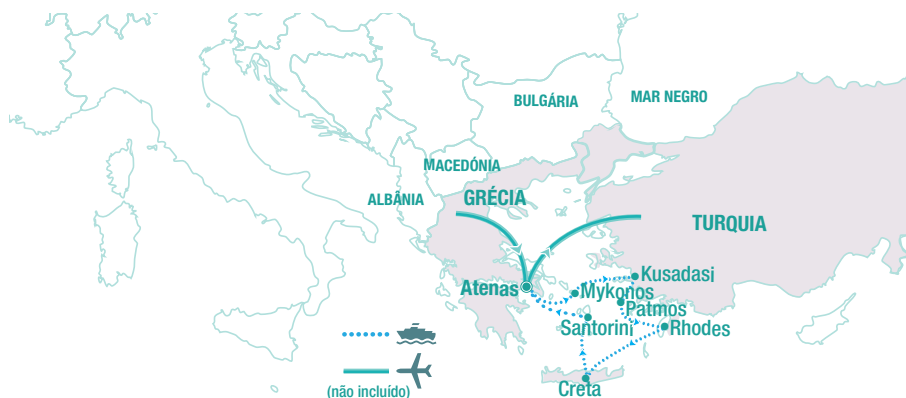 BULGÁRIA
MAR NEGRO
MACEDÓNIA
ALBÂNIA
GRÉCIA
TURQUIA
Kusadasi
Atenas
Mykonos
Patmos
Santorini
Rhodes
Creta
(não incluído)